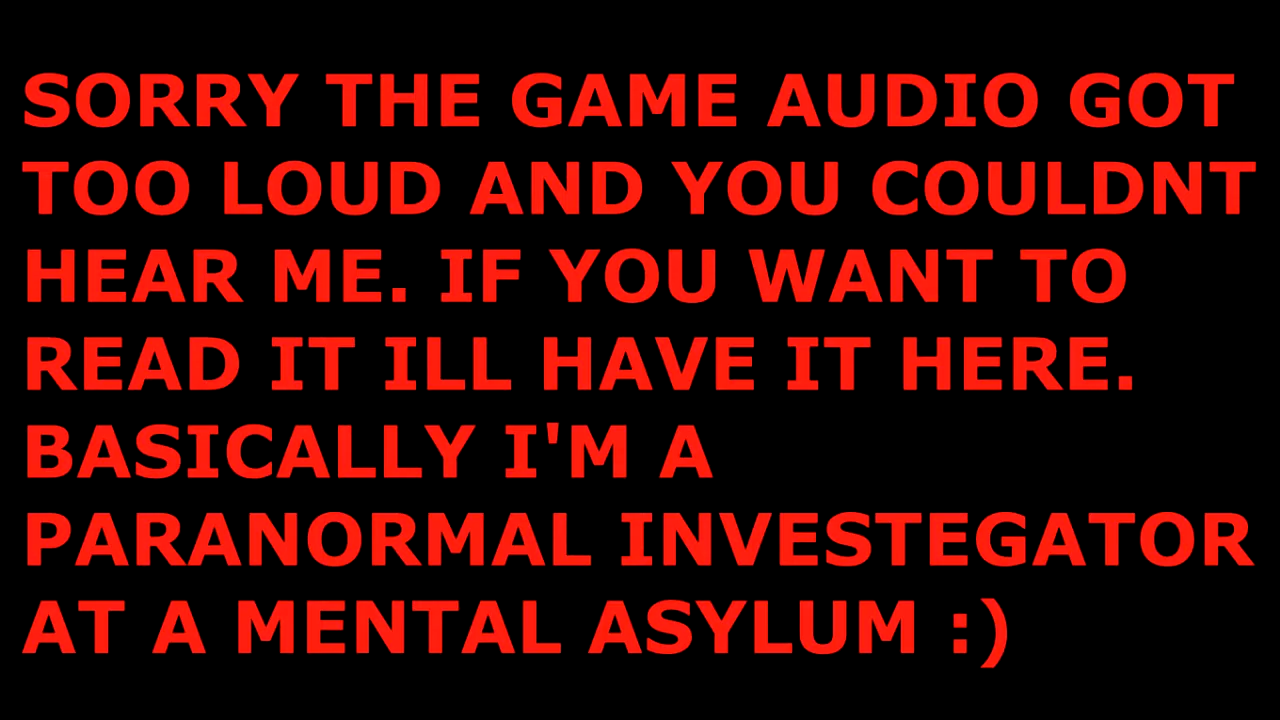 SORRY THE GAME AUDIO GOT
TOO LOUD AND YOU COULDNT
HEAR ME. IF YOU WANT TO
READ IT ILL HAVE IT HERE.
BASICALLY I'M A
PARANORMAL INVESTEGATOR
AT A MENTAL ASYLUM :)